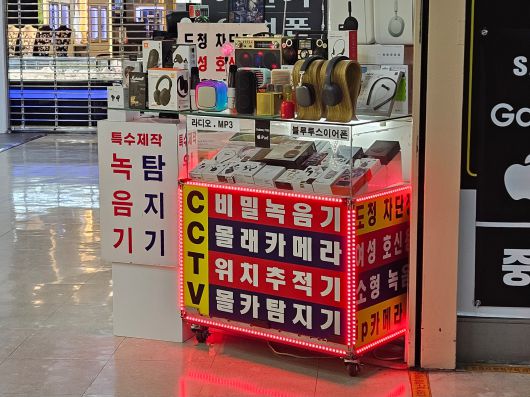 도청 차단
성 호신
라디오 . MP3
블루투스이어폰
특수제작
녹음기
탐지기
CCTV
비밀녹음기
몰래카메라
위치추적기
몰카탐지기
도청 차단
여성 호신
소형 녹음
카메라
S
Ga
중